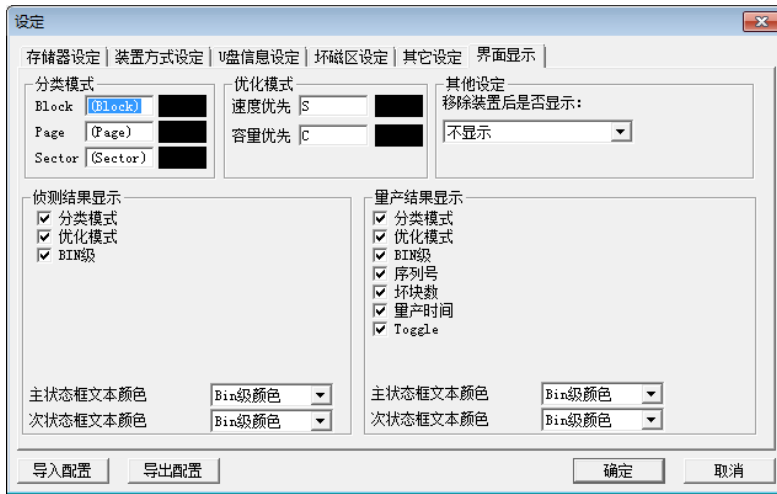 设定
存储器设定 装置方式设定 U盘信息设定 坏磁区设定 其它设定 界面显示
分类模式
Block (Block)
Page (Page)
Sector (Sector)
优化模式
速度优先 S
容量优先 C
其他设定
移除装置后是否显示:
不显示
侦测结果显示
分类模式
优化模式
BIN级
主状态框文本颜色 Bin级颜色
次状态框文本颜色 Bin级颜色
量产结果显示
分类模式
优化模式
BIN级
序列号
坏块数
量产时间
Toggle
主状态框文本颜色 Bin级颜色
次状态框文本颜色 Bin级颜色
导入配置 导出配置 确定 取消